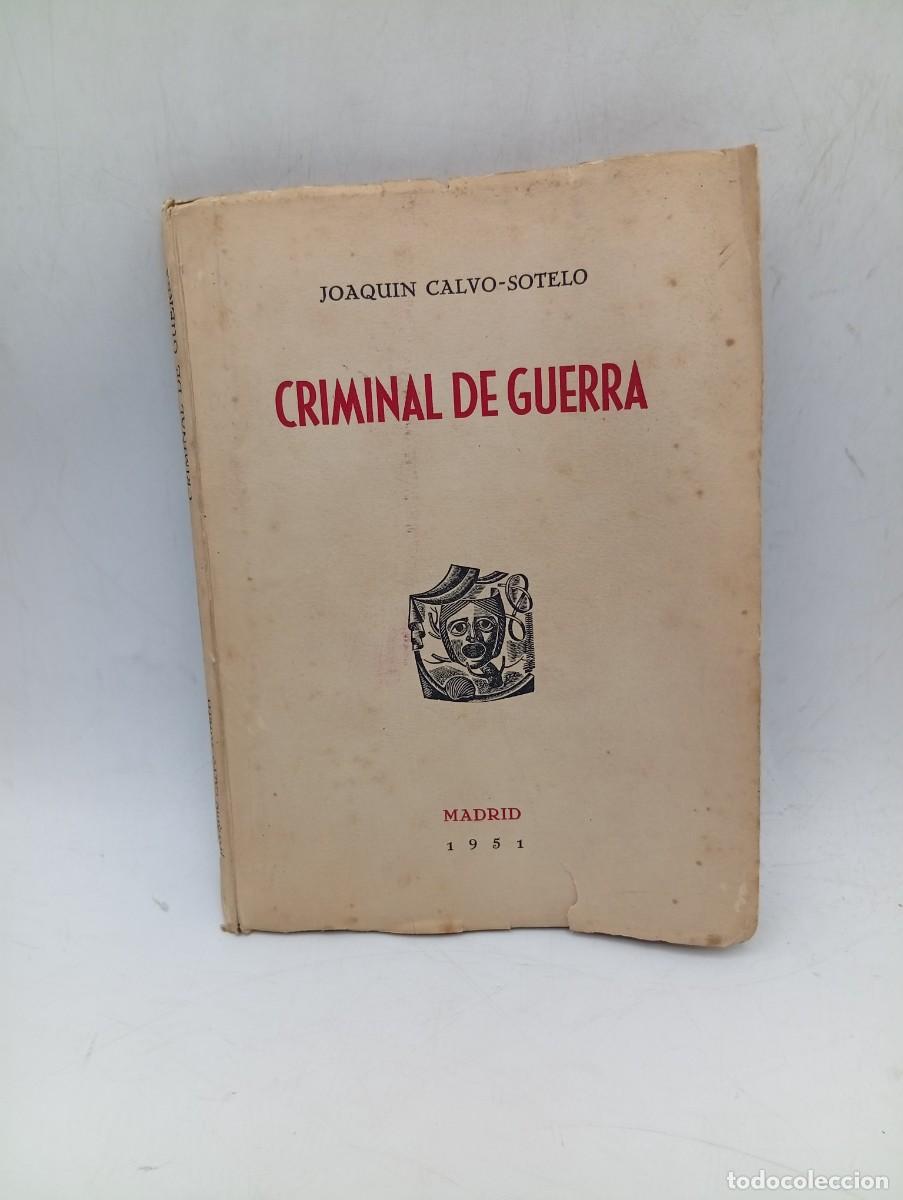 JOAQUIN CALVO-SOTELO
CRIMINAL DE GUERRA
MADRID
1951
CRIMINAL DE GUERRA
todocoleccion